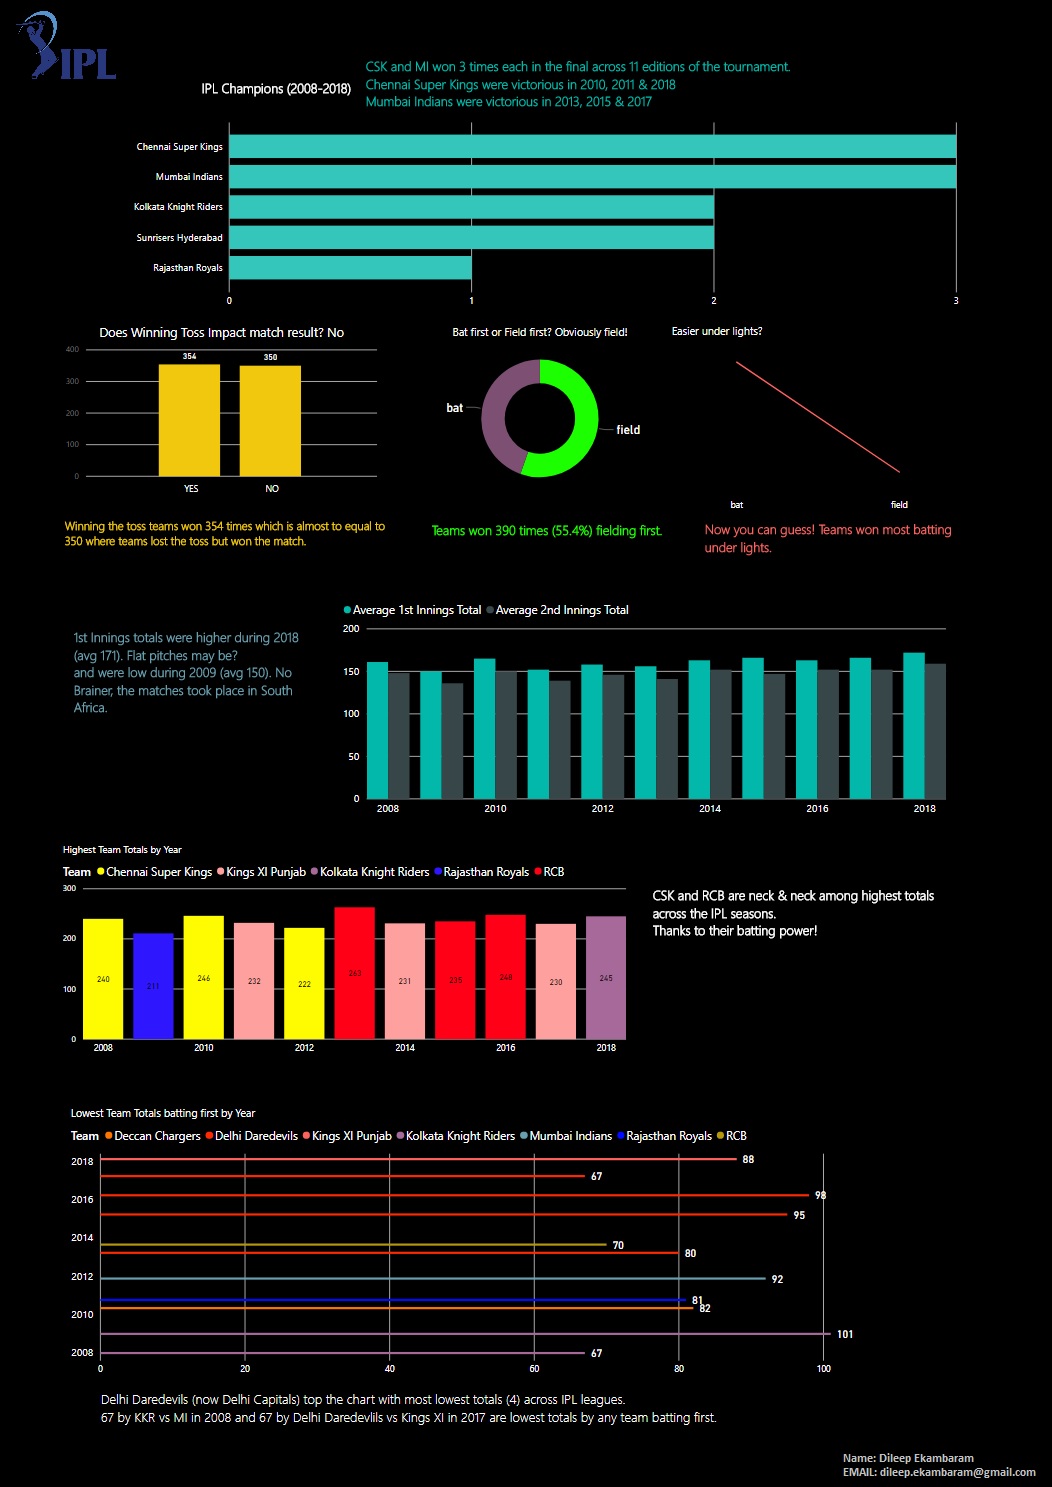 IPL
CSK and MI won 3 times each in the final across 11 editions of the tournament.
IPL Champions (2008-2018)
Chennai Super Kings were victorious in 2010, 2011 & 2018
Mumbai Indians were victorious in 2013, 2015 & 2017
Chennai Super Kings
Mumbai Indians
Kolkata Knight Riders
Sunrisers Hyderabad
Rajasthan Royals
0 1 2 3
Does Winning Toss Impact match result? No
400
300
200
100
0
354 350
YES NO
Winning the toss teams won 354 times which is almost to equal to
350 where teams lost the toss but won the match.
Bat first or Field first? Obviously field!
bat
field
Teams won 390 times (55.4%) fielding first.
Easier under lights?
bat field
Now you can guess! Teams won most batting
under lights.
1st Innings totals were higher during 2018
(avg 171). Flat pitches may be?
and were low during 2009 (avg 150). No
Brainer, the matches took place in South
Africa.
Average 1st Innings Total Average 2nd Innings Total
200
150
100
50
0
2008 2010 2012 2014 2016 2018
Highest Team Totals by Year
Team Chennai Super Kings Kings XI Punjab Kolkata Knight Riders Rajasthan Royals RCB
300
200
100
0
240 211 246 232 222 263 231 235 248 230 245
2008 2010 2012 2014 2016 2018
CSK and RCB are neck & neck among highest totals
across the IPL seasons.
Thanks to their batting power!
Lowest Team Totals batting first by Year
Team Deccan Chargers Delhi Daredevils Kings XI Punjab Kolkata Knight Riders Mumbai Indians Rajasthan Royals RCB
2018 88
67
2016 98
95
2014 70
80
2012 92
81
82
2010
101
2008 67
0 20 40 60 80 100
Delhi Daredevils (now Delhi Capitals) top the chart with most lowest totals (4) across IPL leagues.
67 by KKR vs MI in 2008 and 67 by Delhi Daredevlils vs Kings XI in 2017 are lowest totals by any team batting first.
Name: Dileep Ekambaram
EMAIL: dileep.ekambaram@gmail.com